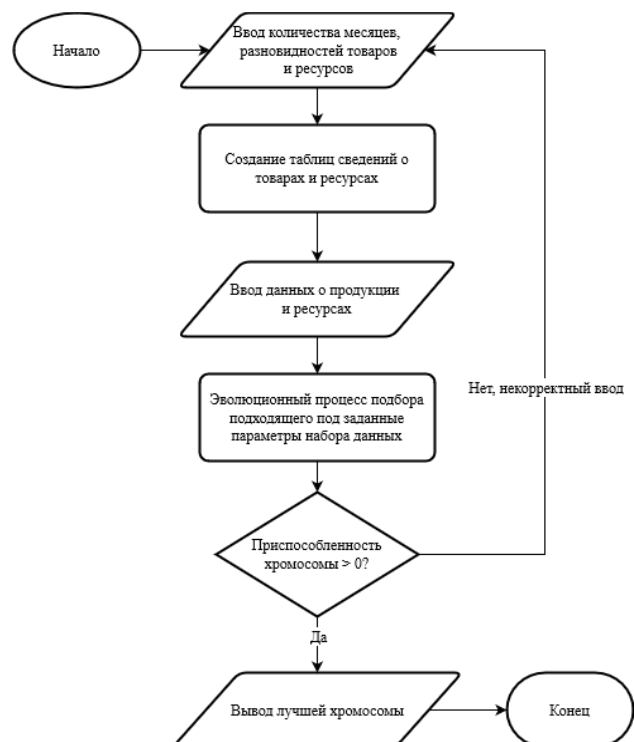 Начало
Ввод количества месяцев,
разновидностей товаров
и ресурсов
Создание таблиц сведений о
товарах и ресурсах
Ввод данных о продукции
и ресурсах
Эволюционный процесс подбора
подходящего под заданные
параметры набора данных
Нет, некорректный ввод
Приспособленность
хромосомы > 0?
Да
Вывод лучшей хромосомы
Конец